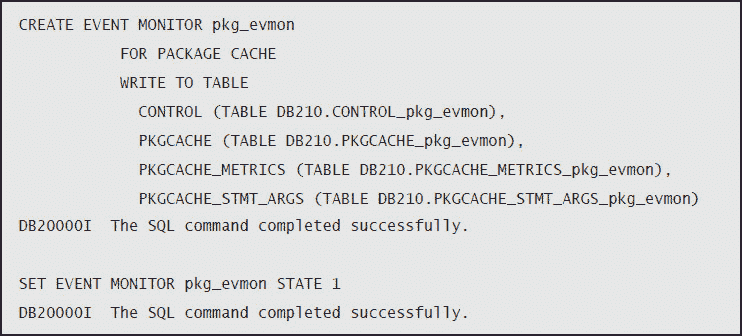 CREATE EVENT MONITOR pkg_evmon
FOR PACKAGE CACHE
WRITE TO TABLE
CONTROL (TABLE DB210.CONTROL_pkg_evmon),
PKGCACHE (TABLE DB210.PKGCACHE_pkg_evmon),
PKGCACHE_METRICS (TABLE DB210.PKGCACHE_METRICS_pkg_evmon),
PKGCACHE_STMT_ARGS (TABLE DB210.PKGCACHE_STMT_ARGS_pkg_evmon)
DB20000I The SQL command completed successfully.
SET EVENT MONITOR pkg_evmon STATE 1
DB20000I The SQL command completed successfully.